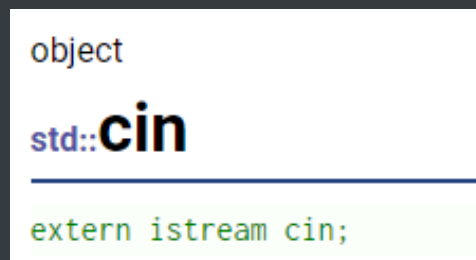 object
std::cin
extern istream cin;